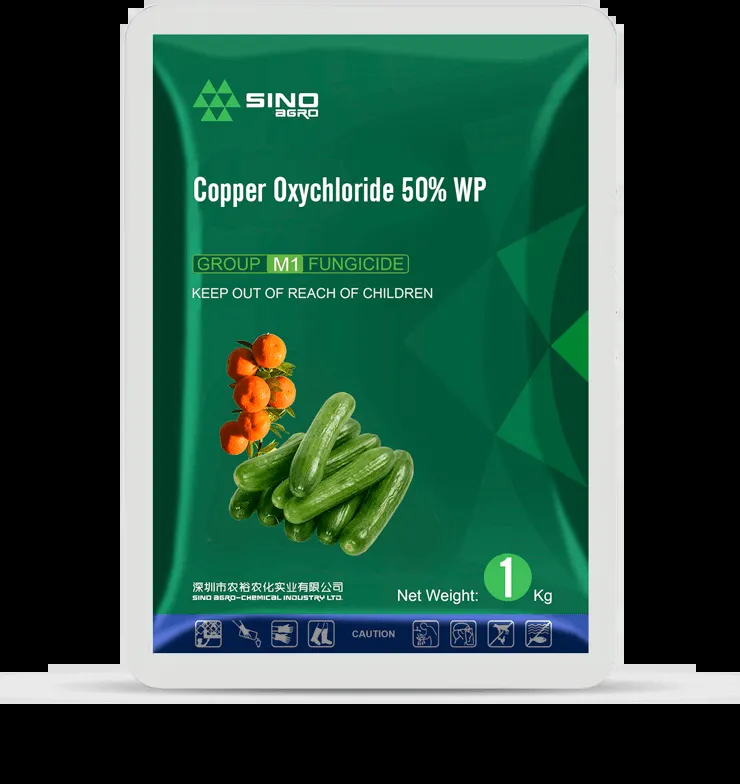 SINO
AGRO
Copper Oxychloride 50% WP
GROUP M1 FUNGICIDE
KEEP OUT OF REACH OF CHILDREN
深圳市农裕农化实业有限公司
SINO AGRO-CHEMICAL INDUSTRY LTD.
Net Weight: 1 Kg
CAUTION